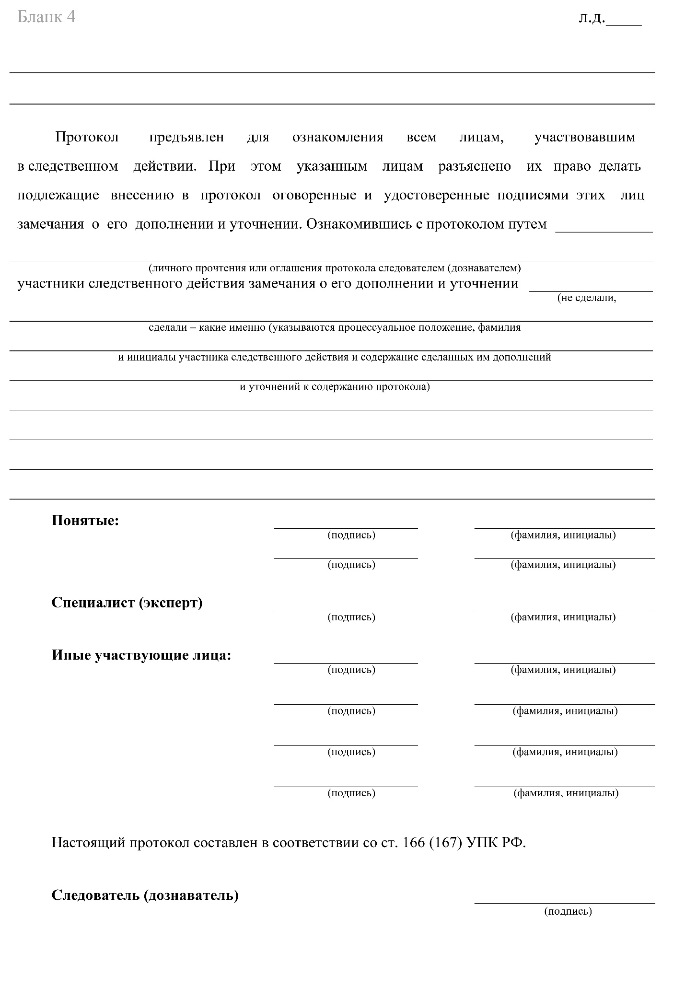 Бланк 4 л.д.____
Протокол предъявлен для ознакомления всем лицам, участвовавшим
в следственном действии. При этом указанным лицам разъяснено их право делать
подлежащие внесению в протокол оговоренные и удостоверенные подписями этих лиц
замечания о его дополнении и уточнении. Ознакомившись с протоколом путем
(личного прочтения или оглашения протокола следователем (дознавателем)
участники следственного действия замечания о его дополнении и уточнении
(не сделали,
сделали – какие именно (указываются процессуальное положение, фамилия
и инициалы участника следственного действия и содержание сделанных им дополнений
и уточнений к содержанию протокола)
Понятые:
(подпись) (фамилия, инициалы)
(подпись) (фамилия, инициалы)
Специалист (эксперт)
(подпись) (фамилия, инициалы)
Иные участвующие лица:
(подпись) (фамилия, инициалы)
(подпись) (фамилия, инициалы)
(подпись) (фамилия, инициалы)
(подпись) (фамилия, инициалы)
Настоящий протокол составлен в соответствии со ст. 166 (167) УПК РФ.
Следователь (дознаватель)
(подпись)